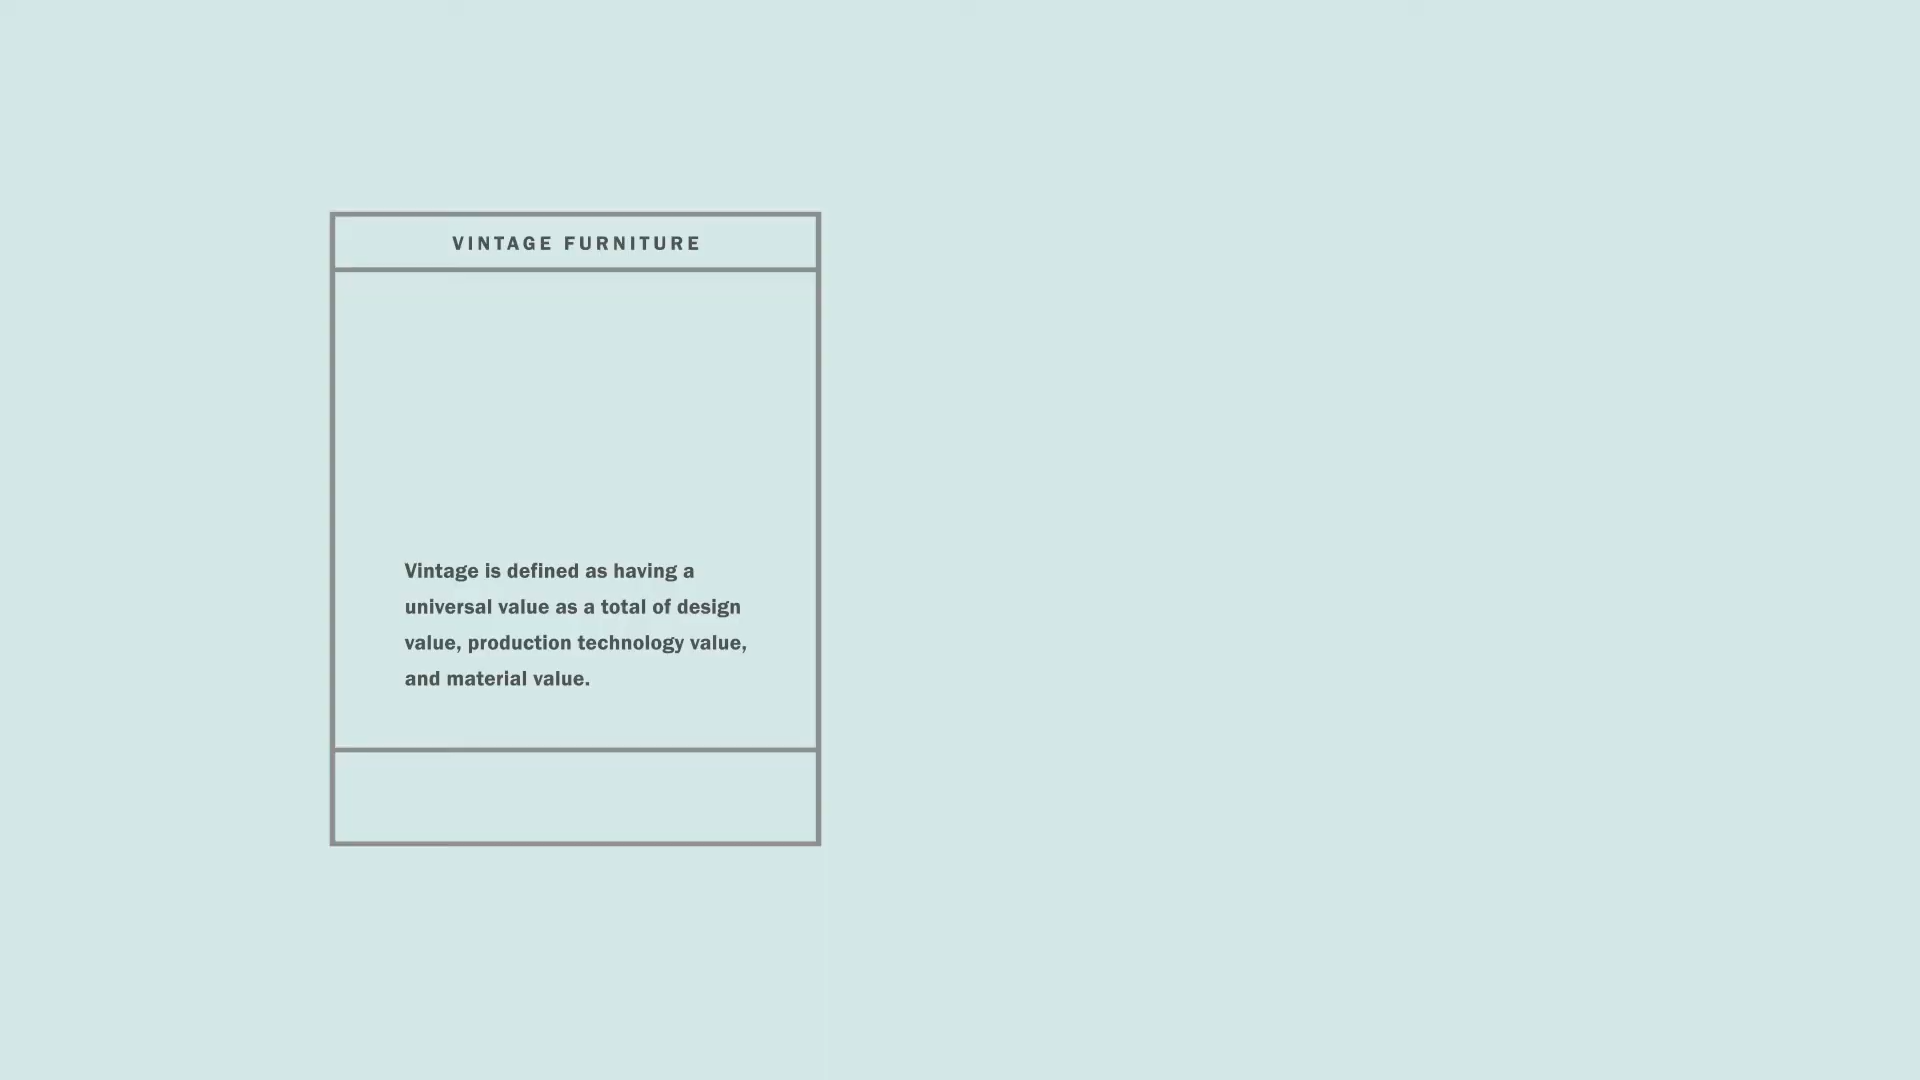 VINTAGE FURNITURE
Vintage is defined as having a
universal value as a total of design
value, production technology value,
and material value.